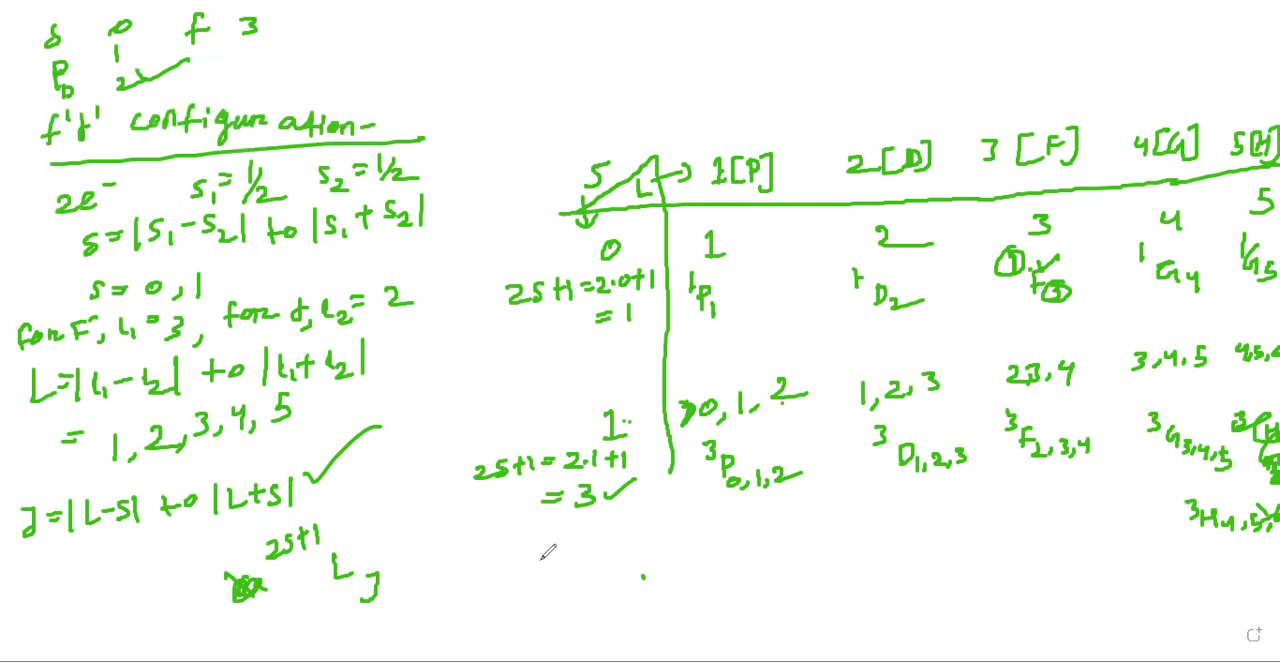 s 0 f 3
P 1
D 2
f'd' configuration-
2e⁻ s₁=1/2 s₂=1/2
s=|s₁-s₂| to |s₁+s₂|
s= 0,1
for F, l₁=3, for d, l₂=2
L=|l₁-l₂| to |l₁+l₂|
= 1,2,3,4,5
J=|L-S| to |L+S|
2S+1 L J
S L 1[P] 2[D] 3[F] 4[G] 5[H]
0 1 2 3 4 5
2S+1=2.0+1 ¹P₁ ¹D₂ ¹F₃ ¹G₄ ¹G₅
= 1
1 0,1,2 1,2,3 2,3,4 3,4,5 4,5,6
2S+1=2.1+1 ³P₀,₁,₂ ³D₁,₂,₃ ³F₂,₃,₄ ³G₃,₄,₅
= 3 ³H₄,₅,